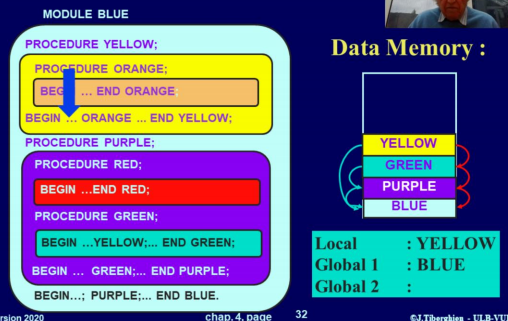 MODULE BLUE
PROCEDURE YELLOW;
PROCEDURE ORANGE;
BEGIN ... END ORANGE;
BEGIN ... ORANGE ... END YELLOW;
PROCEDURE PURPLE;
PROCEDURE RED;
BEGIN ...END RED;
PROCEDURE GREEN;
BEGIN ...YELLOW;... END GREEN;
BEGIN ... GREEN;... END PURPLE;
BEGIN...; PURPLE;... END BLUE.
Data Memory :
YELLOW
GREEN
PURPLE
BLUE
Local : YELLOW
Global 1 : BLUE
Global 2 :
rsion 2020
chap. 4, page 32
©J.Tiberghien - ULB-VU